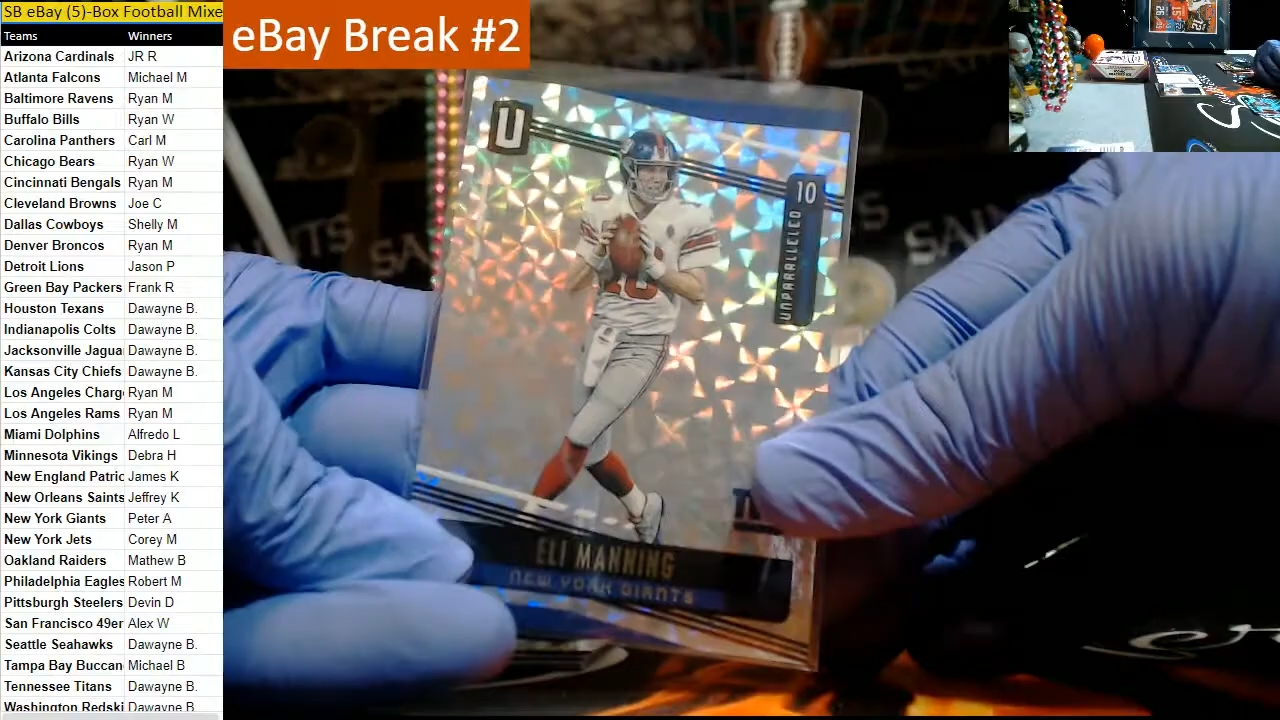 SB eBay (5)-Box Football Mixe
Teams Winners
Arizona Cardinals JR R
Atlanta Falcons Michael M
Baltimore Ravens Ryan M
Buffalo Bills Ryan W
Carolina Panthers Carl M
Chicago Bears Ryan W
Cincinnati Bengals Ryan M
Cleveland Browns Joe C
Dallas Cowboys Shelly M
Denver Broncos Ryan M
Detroit Lions Jason P
Green Bay Packers Frank R
Houston Texans Dawayne B.
Indianapolis Colts Dawayne B.
Jacksonville Jagua Dawayne B.
Kansas City Chiefs Dawayne B.
Los Angeles Charg Ryan M
Los Angeles Rams Ryan M
Miami Dolphins Alfredo L
Minnesota Vikings Debra H
New England Patric James K
New Orleans Saints Jeffrey K
New York Giants Peter A
New York Jets Corey M
Oakland Raiders Mathew B
Philadelphia Eagles Robert M
Pittsburgh Steelers Devin D
San Francisco 49er Alex W
Seattle Seahawks Dawayne B.
Tampa Bay Buccan Michael B
Tennessee Titans Dawayne B.
Washington Redski Dawayne B
eBay Break #2
U
10
UNPARALLELED
10
ELI MANNING
NEW YORK GIANTS